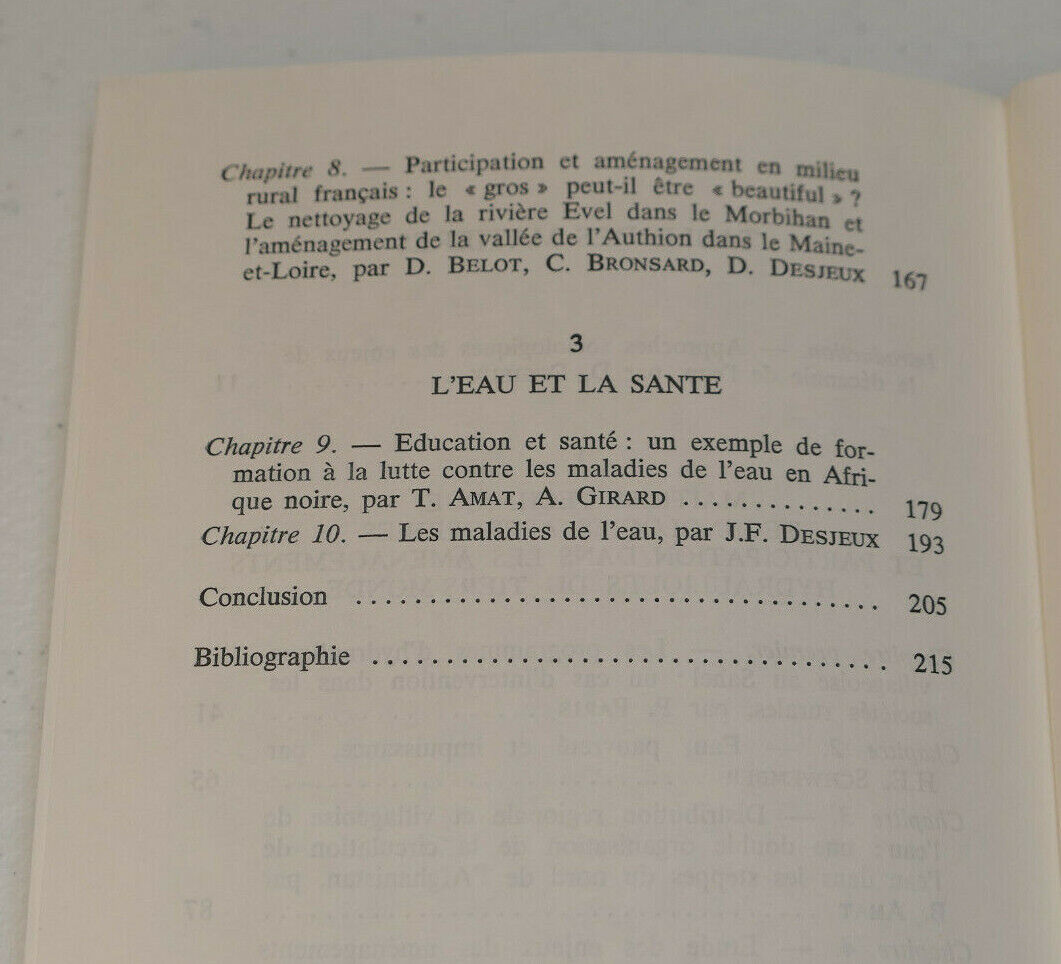 Chapitre 8. — Participation et aménagement en milieu
rural français : le « gros » peut-il être « beautiful » ?
Le nettoyage de la rivière Evel dans le Morbihan et
l'aménagement de la vallée de l'Authion dans le Maine-
et-Loire, par D. BELOT, C. BRONSARD, D. DESJEUX 167
3
L'EAU ET LA SANTE
Chapitre 9. — Education et santé : un exemple de for-
mation à la lutte contre les maladies de l'eau en Afri-
que noire, par T. AMAT, A. GIRARD .............. 179
Chapitre 10. — Les maladies de l'eau, par J.F. DESJEUX 193
Conclusion .................................... 205
Bibliographie .................................... 215